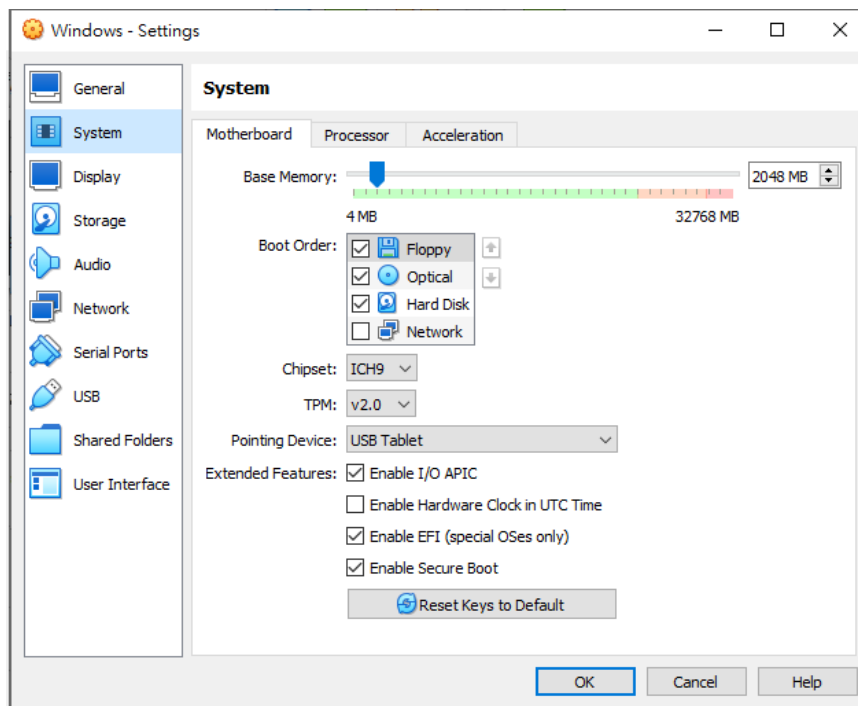 Windows - Settings
General
System
Display
Storage
Audio
Network
Serial Ports
USB
Shared Folders
User Interface
System
Motherboard Processor Acceleration
Base Memory: 2048 MB
4 MB 32768 MB
Boot Order: Floppy
Optical
Hard Disk
Network
Chipset: ICH9
TPM: v2.0
Pointing Device: USB Tablet
Extended Features: Enable I/O APIC
Enable Hardware Clock in UTC Time
Enable EFI (special OSes only)
Enable Secure Boot
Reset Keys to Default
OK Cancel Help